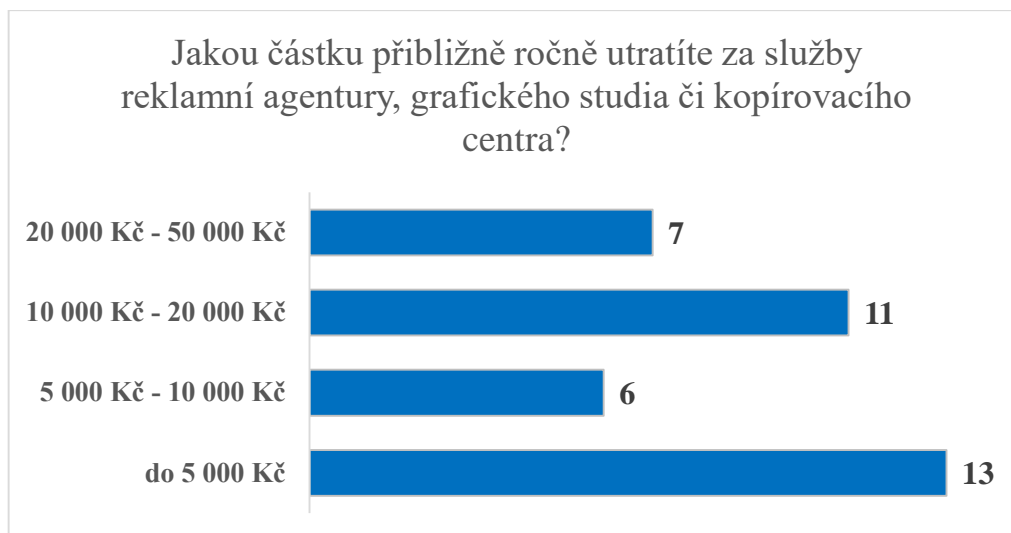 Jakou částku přibližně ročně utratíte za služby
reklamní agentury, grafického studia či kopírovacího
centra?
20 000 Kč - 50 000 Kč 7
10 000 Kč - 20 000 Kč 11
5 000 Kč - 10 000 Kč 6
do 5 000 Kč 13